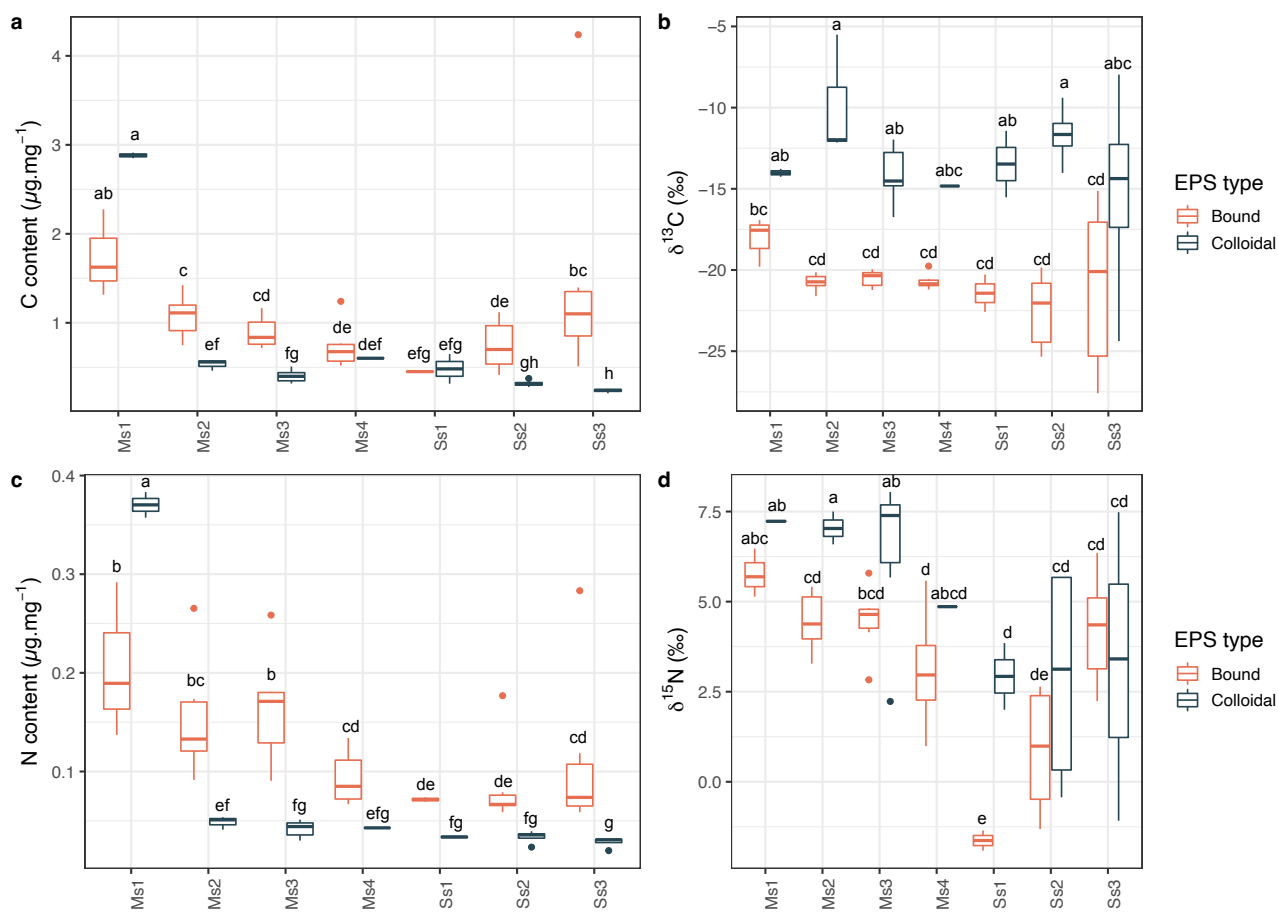 a
C content (µg.mg⁻¹)
4
3
2
1
ab
a
c
ef
cd
fg
de
def
efg
efg
de
gh
bc
h
Ms1
Ms2
Ms3
Ms4
Ss1
Ss2
Ss3
b
δ¹³C (‰)
−5
−10
−15
−20
−25
bc
ab
cd
a
cd
ab
cd
abc
cd
ab
cd
a
cd
abc
Ms1
Ms2
Ms3
Ms4
Ss1
Ss2
Ss3
EPS type
Bound
Colloidal
c
N content (µg.mg⁻¹)
0.4
0.3
0.2
0.1
b
a
bc
ef
b
fg
cd
efg
de
fg
de
fg
cd
g
Ms1
Ms2
Ms3
Ms4
Ss1
Ss2
Ss3
d
δ¹⁵N (‰)
7.5
5.0
2.5
0.0
abc
ab
cd
a
bcd
ab
d
abcd
e
d
de
cd
cd
cd
Ms1
Ms2
Ms3
Ms4
Ss1
Ss2
Ss3
EPS type
Bound
Colloidal